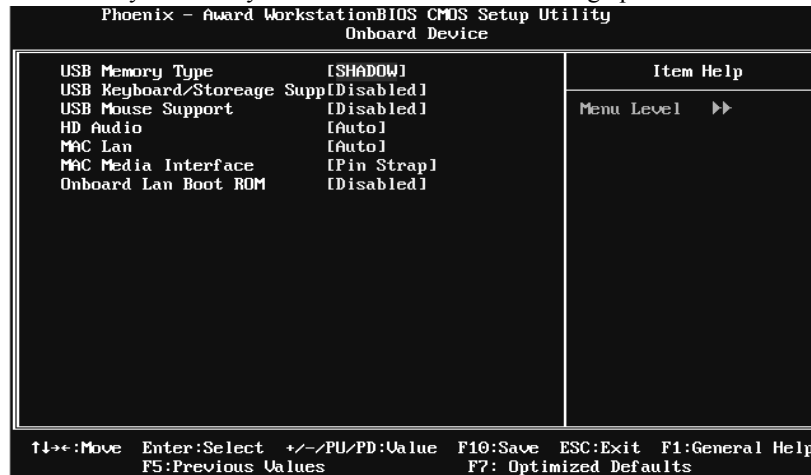 Phoenix - Award WorkstationBIOS CMOS Setup Utility
Onboard Device
USB Memory Type [SHADOW]
USB Keyboard/Storeage Supp[Disabled]
USB Mouse Support [Disabled]
HD Audio [Auto]
MAC Lan [Auto]
MAC Media Interface [Pin Strap]
Onboard Lan Boot ROM [Disabled]
Item Help
Menu Level ▶▶
↑↓→←:Move Enter:Select +/-/PU/PD:Value F10:Save ESC:Exit F1:General Help
F5:Previous Values F7: Optimized Defaults